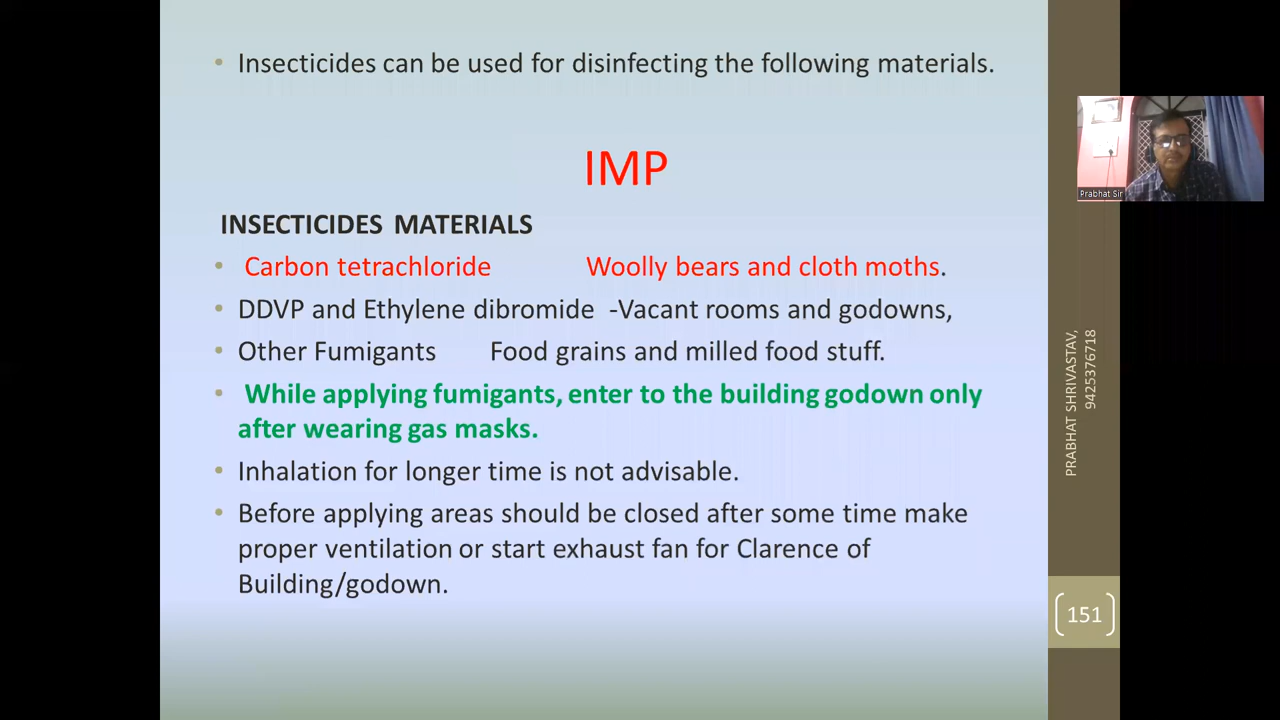 • Insecticides can be used for disinfecting the following materials.
IMP
INSECTICIDES MATERIALS
• Carbon tetrachloride Woolly bears and cloth moths.
• DDVP and Ethylene dibromide -Vacant rooms and godowns,
• Other Fumigants Food grains and milled food stuff.
• While applying fumigants, enter to the building godown only
after wearing gas masks.
• Inhalation for longer time is not advisable.
• Before applying areas should be closed after some time make
proper ventilation or start exhaust fan for Clarence of
Building/godown.
Prabhat Sir
PRABHAT SHRIVASTAV,
9425376718
151